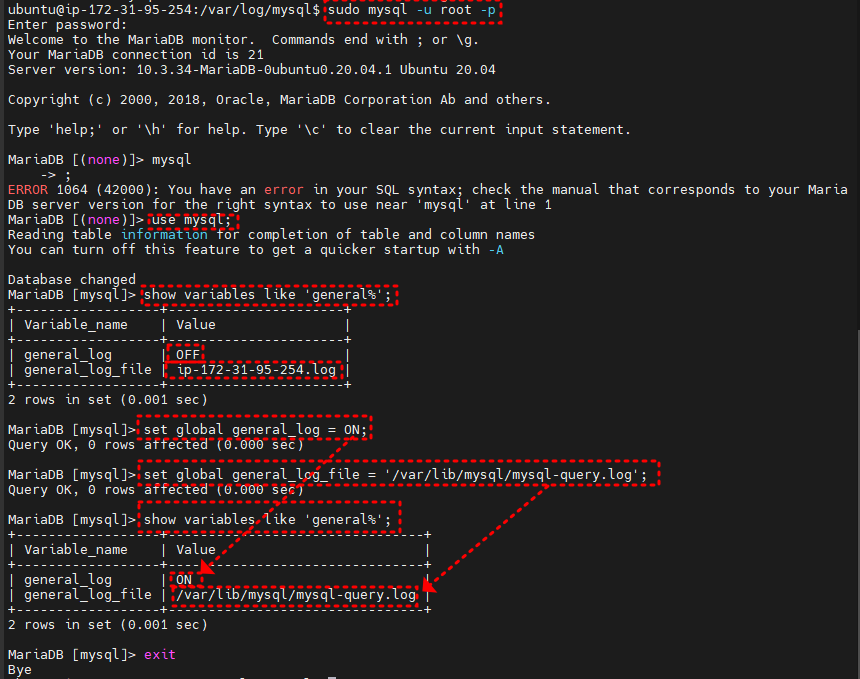 ubuntu@ip-172-31-95-254:/var/log/mysql$ sudo mysql -u root -p
Enter password:
Welcome to the MariaDB monitor.  Commands end with ; or \g.
Your MariaDB connection id is 21
Server version: 10.3.34-MariaDB-0ubuntu0.20.04.1 Ubuntu 20.04

Copyright (c) 2000, 2018, Oracle, MariaDB Corporation Ab and others.

Type 'help;' or '\h' for help. Type '\c' to clear the current input statement.

MariaDB [(none)]> mysql
    -> ;
ERROR 1064 (42000): You have an error in your SQL syntax; check the manual that corresponds to your Maria
DB server version for the right syntax to use near 'mysql' at line 1
MariaDB [(none)]> use mysql;
Reading table information for completion of table and column names
You can turn off this feature to get a quicker startup with -A

Database changed
MariaDB [mysql]> show variables like 'general%';
+------------------+----------------------+
| Variable_name    | Value                |
+------------------+----------------------+
| general_log      | OFF                  |
| general_log_file | ip-172-31-95-254.log |
+------------------+----------------------+
2 rows in set (0.001 sec)

MariaDB [mysql]> set global general_log = ON;
Query OK, 0 rows affected (0.000 sec)

MariaDB [mysql]> set global general_log_file = '/var/lib/mysql/mysql-query.log';
Query OK, 0 rows affected (0.000 sec)

MariaDB [mysql]> show variables like 'general%';
+------------------+--------------------------------+
| Variable_name    | Value                          |
+------------------+--------------------------------+
| general_log      | ON                             |
| general_log_file | /var/lib/mysql/mysql-query.log |
+------------------+--------------------------------+
2 rows in set (0.001 sec)

MariaDB [mysql]> exit
Bye